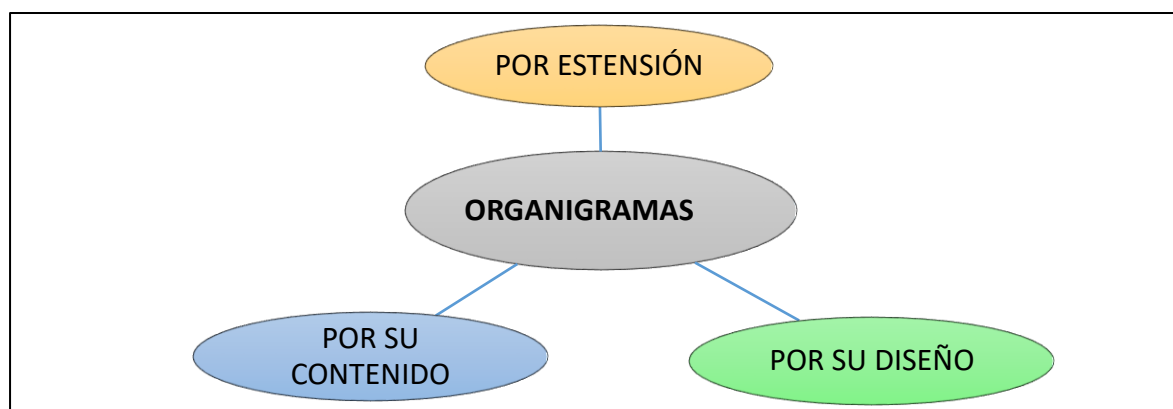 POR ESTENSIÓN
ORGANIGRAMAS
POR SU
CONTENIDO
POR SU DISEÑO